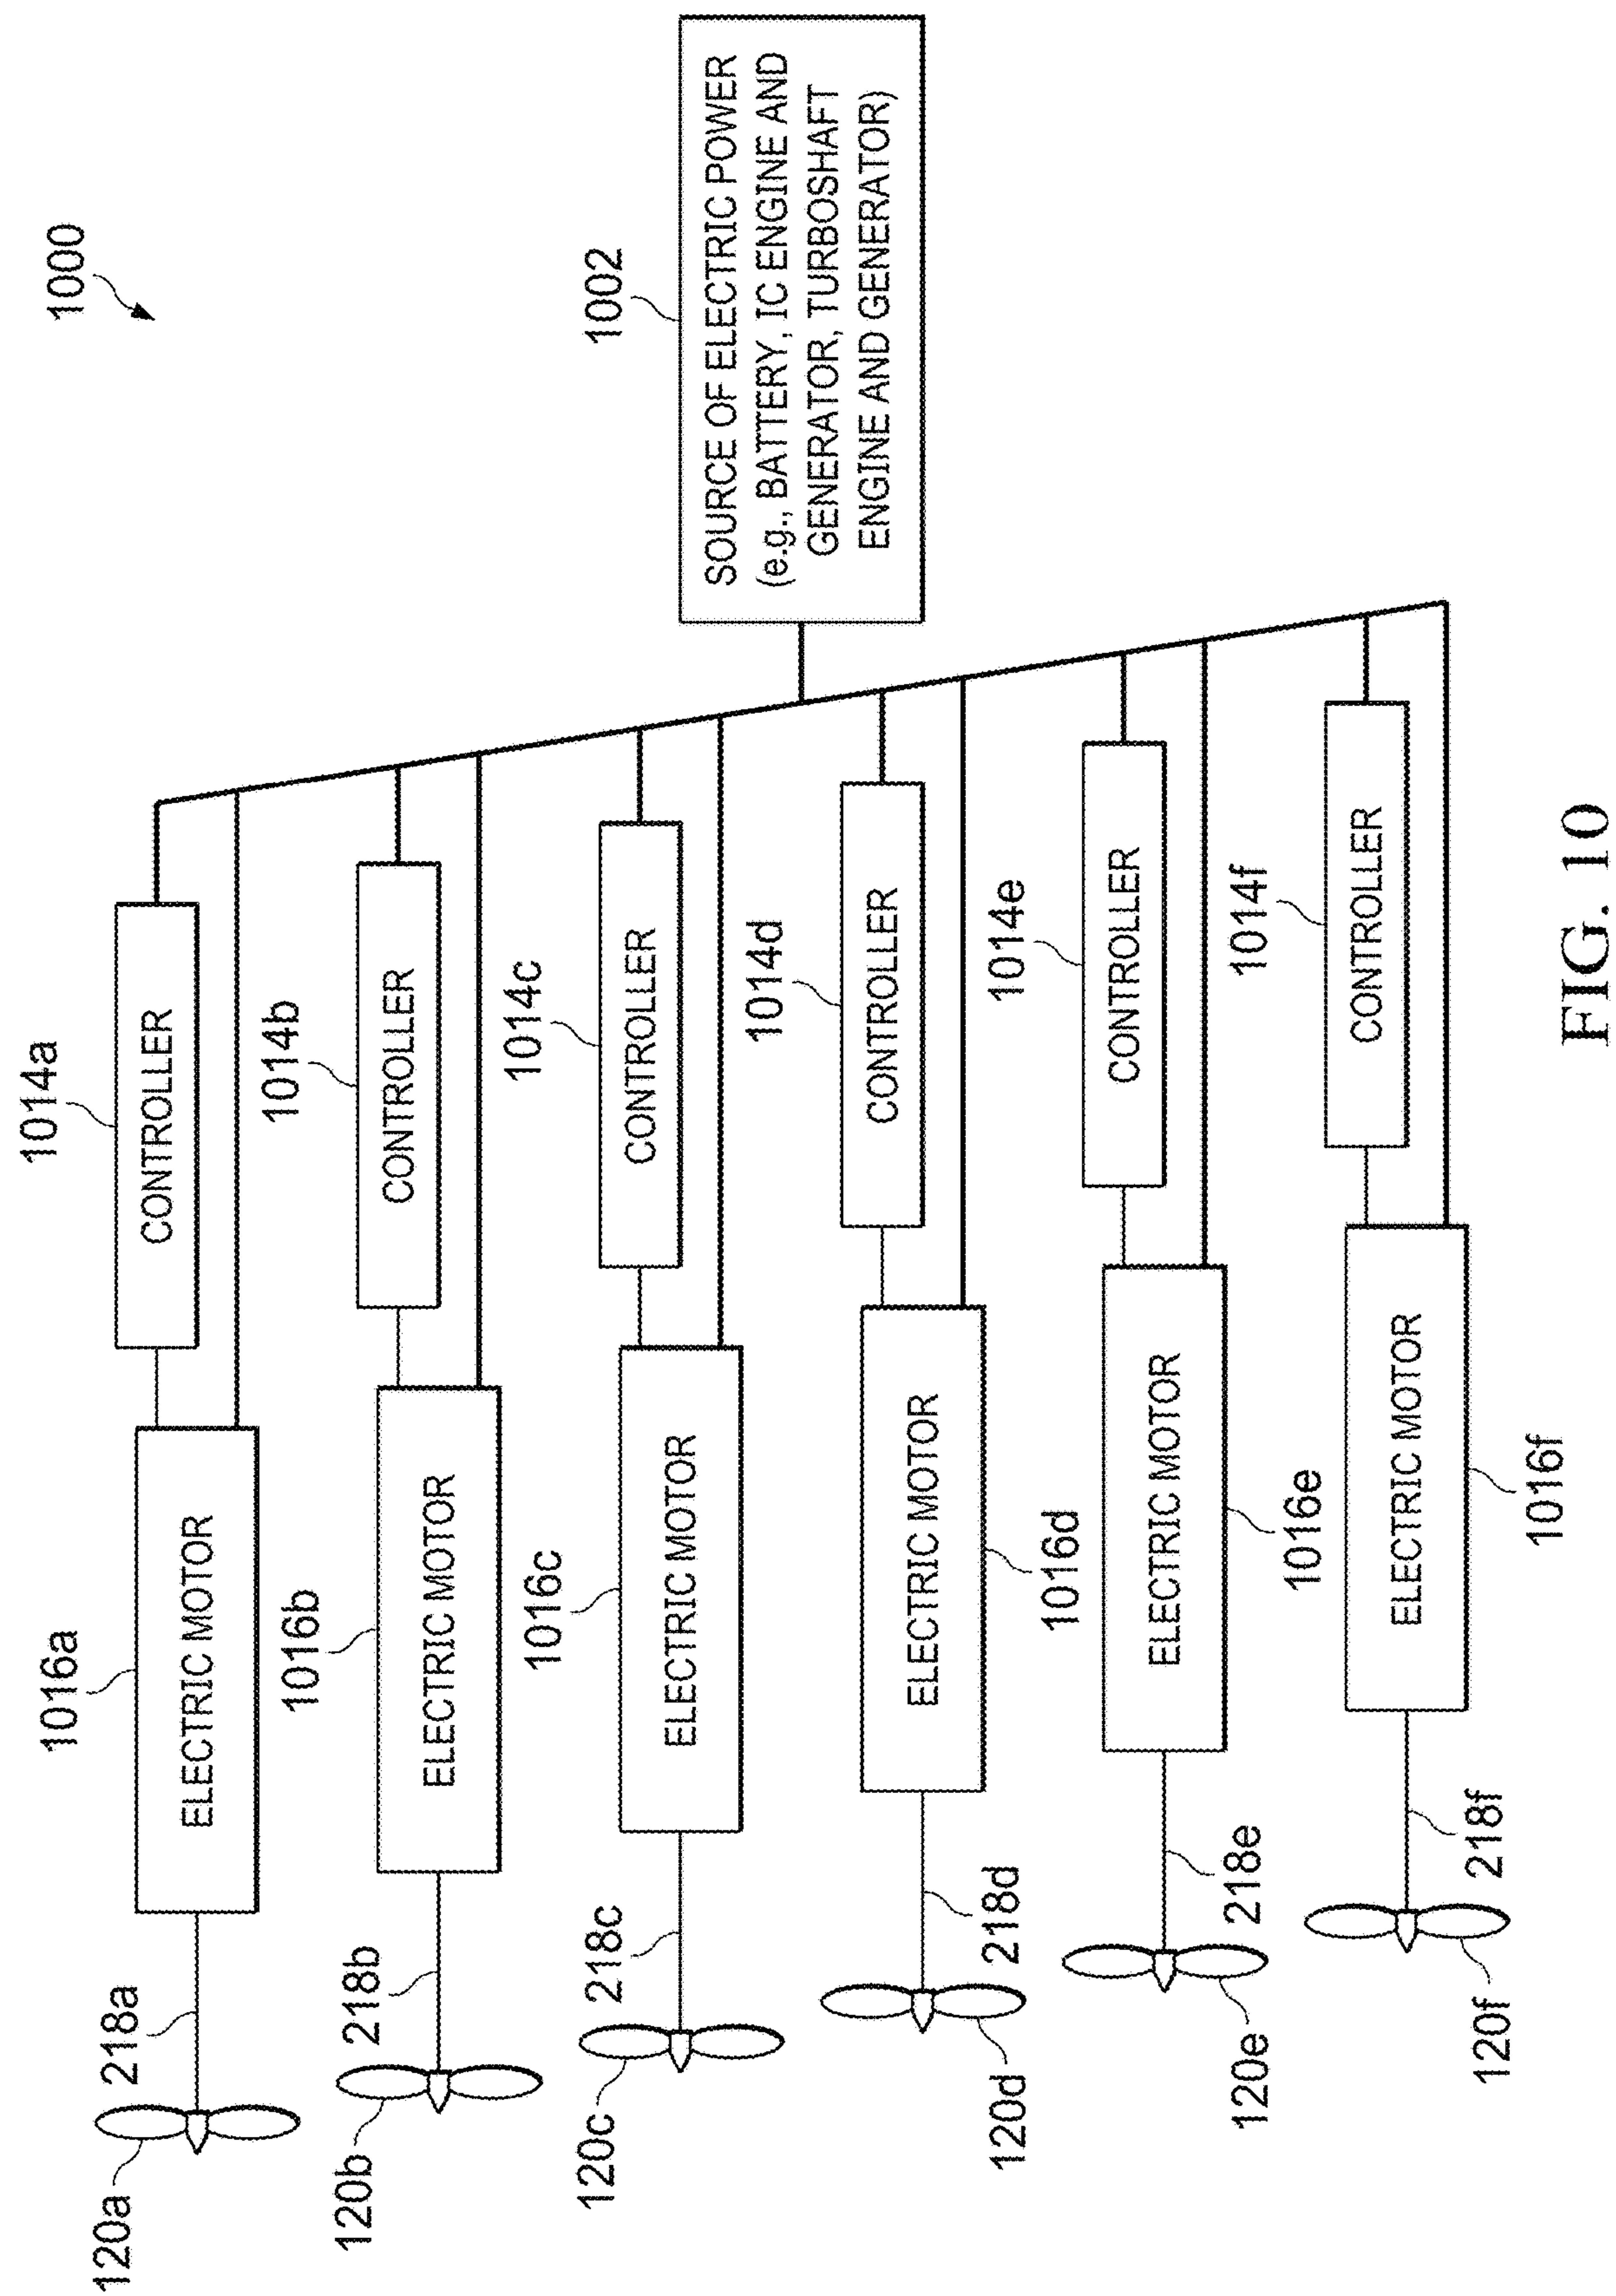 1000
1002
SOURCE OF ELECTRIC POWER
(e.g., BATTERY, IC ENGINE AND
GENERATOR, TURBOSHAFT
ENGINE AND GENERATOR)
1014a
CONTROLLER
1016a
ELECTRIC MOTOR
218a
120a
1014b
CONTROLLER
1016b
ELECTRIC MOTOR
218b
120b
1014c
CONTROLLER
1016c
ELECTRIC MOTOR
218c
120c
1014d
CONTROLLER
ELECTRIC MOTOR
1016d
218d
120d
1014e
CONTROLLER
ELECTRIC MOTOR
1016e
218e
120e
1014f
CONTROLLER
ELECTRIC MOTOR
1016f
218f
120f
FIG. 10